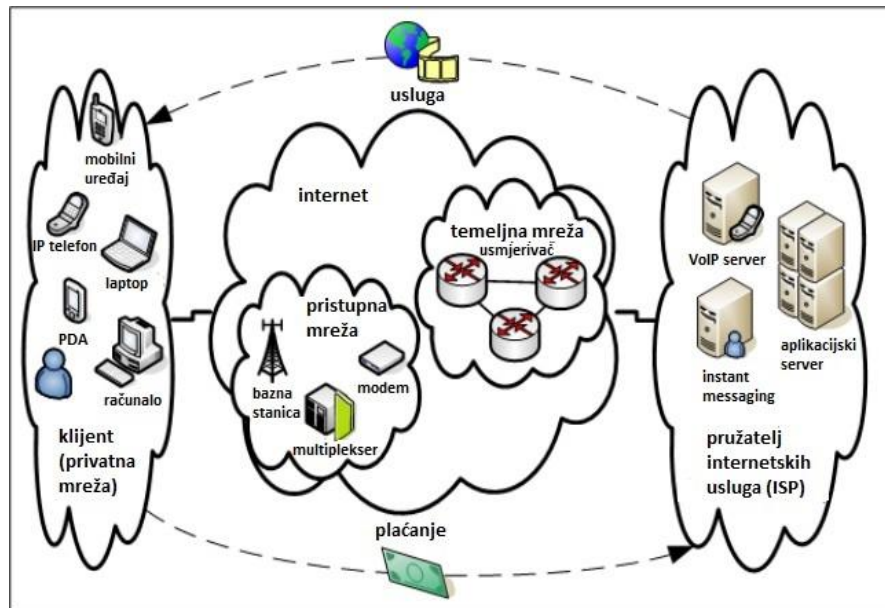 usluga
mobilni
uređaj
IP telefon
laptop
PDA
računalo
klijent
(privatna
mreža)
internet
temeljna mreža
usmjerivač
pristupna
mreža
bazna
stanica
modem
multiplekser
VoIP server
aplikacijski
server
instant
messaging
pružatelj
internetskih
usluga (ISP)
plaćanje